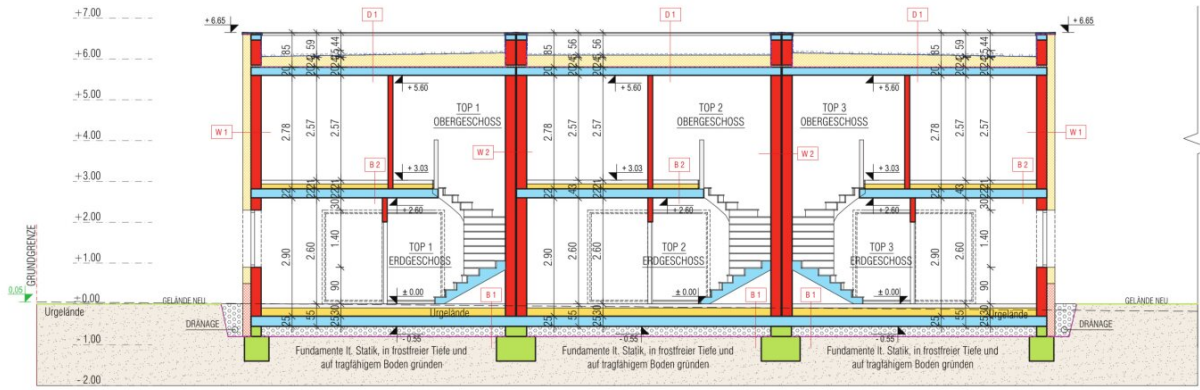 +7.00
+ 6.65
D 1
D 1
D 1
+ 6.65
+6.00
+ 5.60
+ 5.60
+ 5.60
+5.00
TOP 1
OBERGESCHOSS
TOP 2
OBERGESCHOSS
TOP 3
OBERGESCHOSS
+4.00
W 1
W 2
W 2
W 1
B 2
B 2
B 2
+ 3.03
+ 3.03
+ 3.03
+3.00
2.78
2.57
2.57
2.78
2.57
2.57
2.78
2.57
2.57
+2.00
+ 2.60
+ 2.60
+ 2.60
2.90
2.60
1.40
2.90
2.60
2.90
2.60
1.40
90
90
TOP 1
ERDGESCHOSS
TOP 2
ERDGESCHOSS
TOP 3
ERDGESCHOSS
+1.00
GRUNDGRENZE
0,05
± 0.00
± 0.00
± 0.00
B 1
B 1
B 1
±0.00
GELÄNDE NEU
GELÄNDE NEU
Urgelände
Urgelände
Urgelände
DRÄNAGE
DRÄNAGE
- 0.55
- 0.55
- 0.55
- 1.00
Fundamente lt. Statik, in frostfreier Tiefe und
auf tragfähigem Boden gründen
Fundamente lt. Statik, in frostfreier Tiefe und
auf tragfähigem Boden gründen
Fundamente lt. Statik, in frostfreier Tiefe und
auf tragfähigem Boden gründen
- 2.00